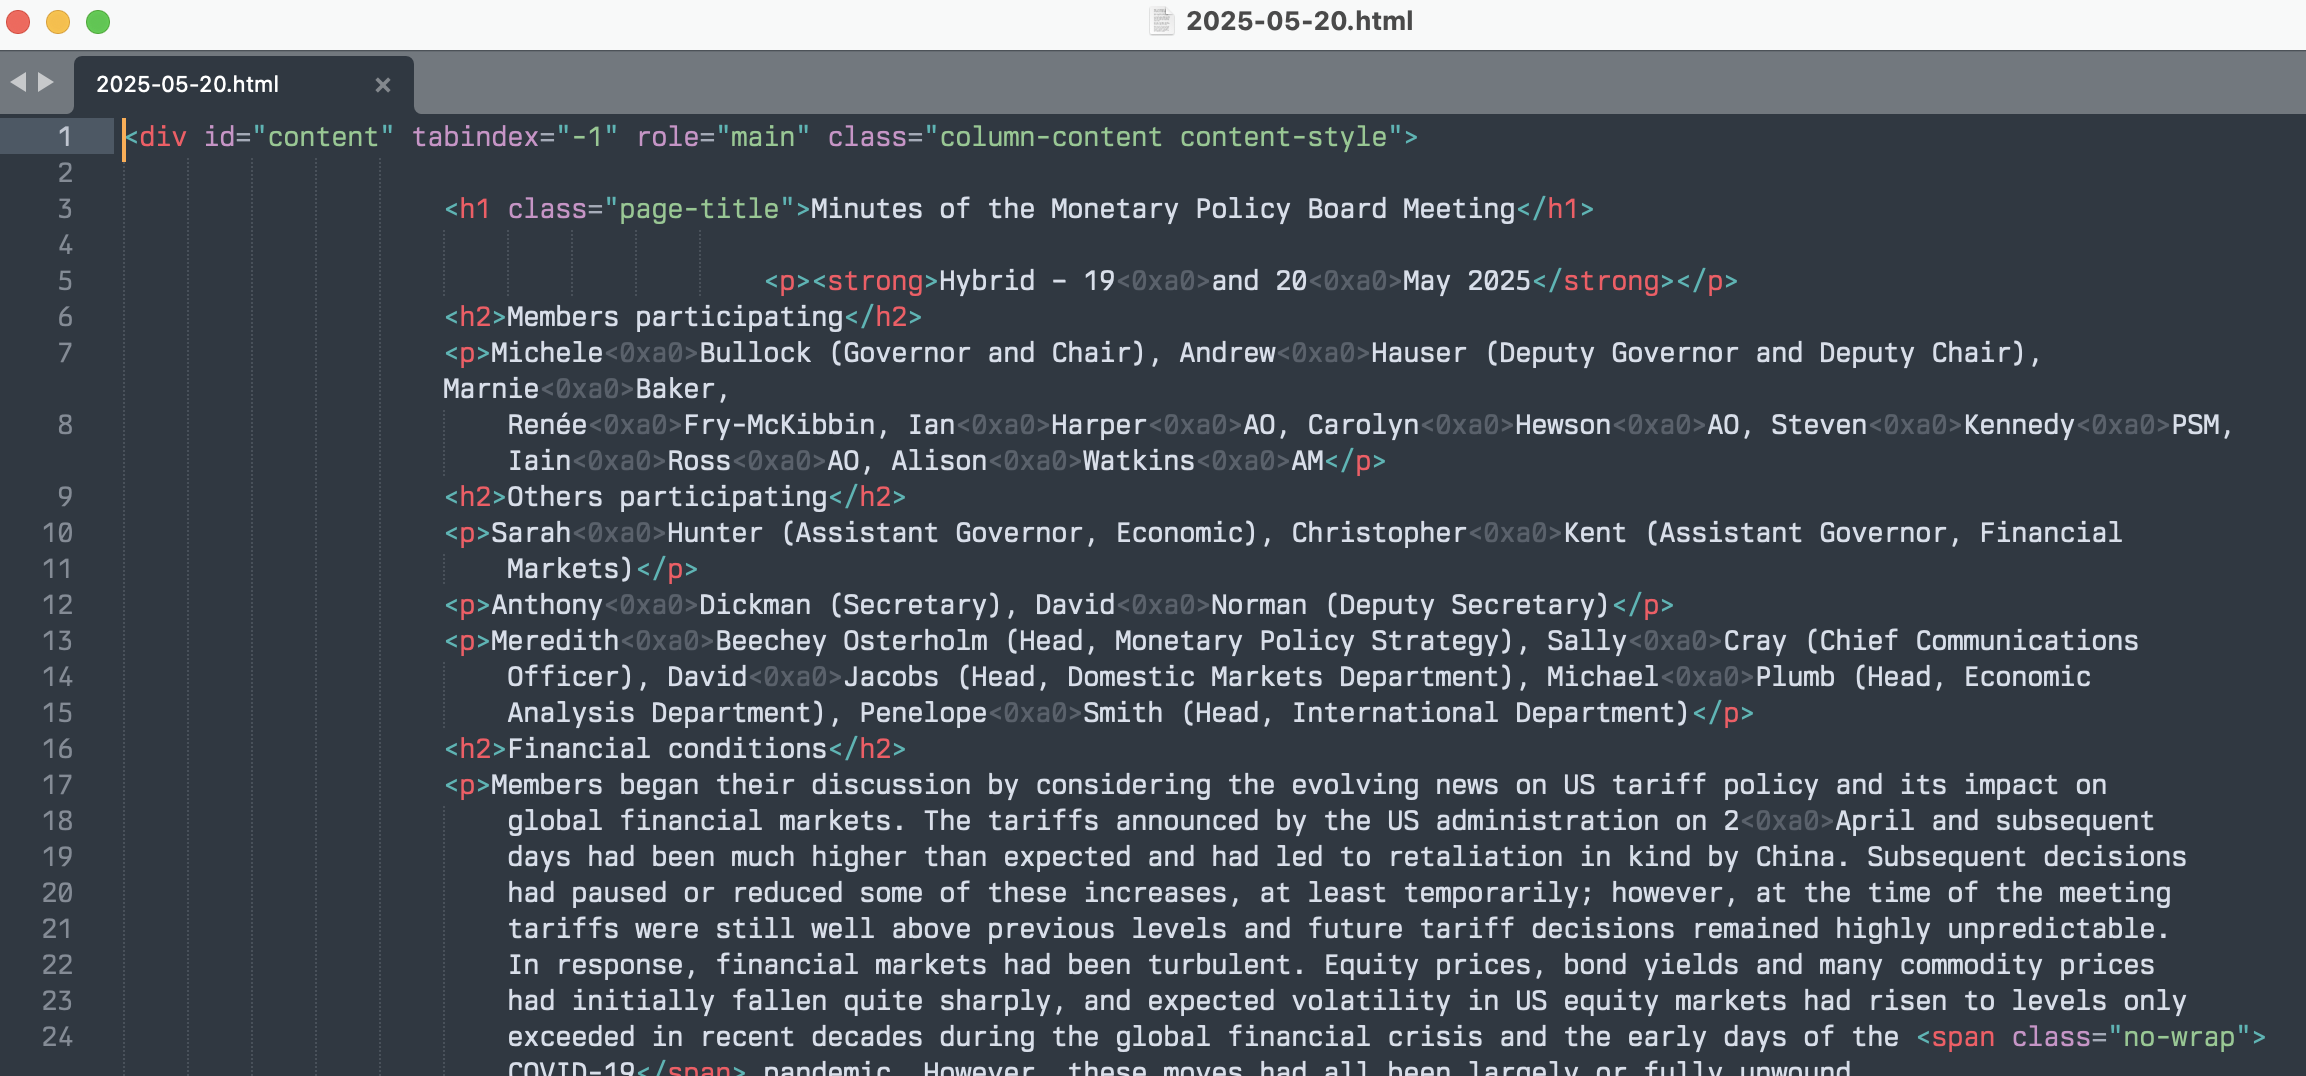 2025-05-20.html
2025-05-20.html ×
1 <div id="content" tabindex="-1" role="main" class="column-content content-style">
2
3 <h1 class="page-title">Minutes of the Monetary Policy Board Meeting</h1>
4
5 <p><strong>Hybrid – 19<0xa0>and 20<0xa0>May 2025</strong></p>
6 <h2>Members participating</h2>
7 <p>Michele<0xa0>Bullock (Governor and Chair), Andrew<0xa0>Hauser (Deputy Governor and Deputy Chair),
Marnie<0xa0>Baker,
8 Renée<0xa0>Fry-McKibbin, Ian<0xa0>Harper<0xa0>AO, Carolyn<0xa0>Hewson<0xa0>AO, Steven<0xa0>Kennedy<0xa0>PSM,
Iain<0xa0>Ross<0xa0>AO, Alison<0xa0>Watkins<0xa0>AM</p>
9 <h2>Others participating</h2>
10 <p>Sarah<0xa0>Hunter (Assistant Governor, Economic), Christopher<0xa0>Kent (Assistant Governor, Financial
11 Markets)</p>
12 <p>Anthony<0xa0>Dickman (Secretary), David<0xa0>Norman (Deputy Secretary)</p>
13 <p>Meredith<0xa0>Beechey Osterholm (Head, Monetary Policy Strategy), Sally<0xa0>Cray (Chief Communications
14 Officer), David<0xa0>Jacobs (Head, Domestic Markets Department), Michael<0xa0>Plumb (Head, Economic
15 Analysis Department), Penelope<0xa0>Smith (Head, International Department)</p>
16 <h2>Financial conditions</h2>
17 <p>Members began their discussion by considering the evolving news on US tariff policy and its impact on
18 global financial markets. The tariffs announced by the US administration on 2<0xa0>April and subsequent
19 days had been much higher than expected and had led to retaliation in kind by China. Subsequent decisions
20 had paused or reduced some of these increases, at least temporarily; however, at the time of the meeting
21 tariffs were still well above previous levels and future tariff decisions remained highly unpredictable.
22 In response, financial markets had been turbulent. Equity prices, bond yields and many commodity prices
23 had initially fallen quite sharply, and expected volatility in US equity markets had risen to levels only
24 exceeded in recent decades during the global financial crisis and the early days of the <span class="no-wrap">
COVID-19</span> pandemic. However, these moves had all been largely or fully unwound